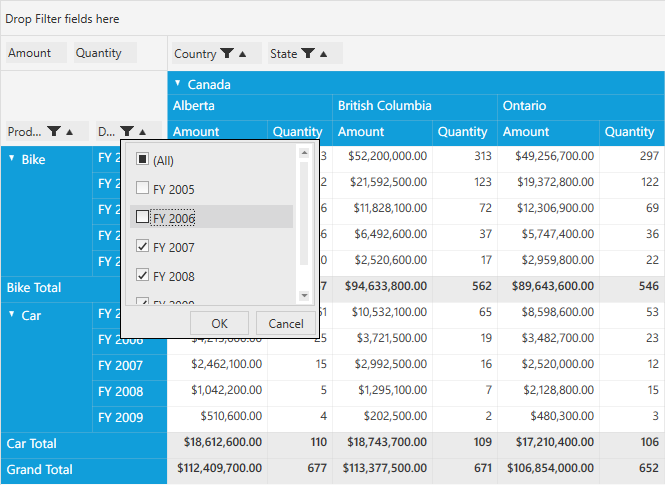 Drop Filter fields here
Amount Quantity Country State
Canada
Alberta British Columbia Ontario
Prod... D... Amount Quantity Amount Quantity Amount Quantity
Bike FY 2 3 $52,200,000.00 313 $49,256,700.00 297
(All)
FY 2 2 $21,592,500.00 123 $19,372,800.00 122
FY 2005
FY 2 6 $11,828,100.00 72 $12,306,900.00 69
FY 2006
FY 2 6 $6,492,600.00 37 $5,747,400.00 36
FY 2007
FY 2 0 $2,520,600.00 17 $2,959,800.00 22
FY 2008
Bike Total 7 $94,633,800.00 562 $89,643,600.00 546
Car FY 2 $10,532,100.00 65 $8,598,600.00 53
OK Cancel
FY 2006 25 $3,721,500.00 19 $3,482,700.00 23
FY 2007 $2,462,100.00 15 $2,992,500.00 16 $2,520,000.00 12
FY 2008 $1,042,200.00 5 $1,295,100.00 7 $2,128,800.00 15
FY 2009 $510,600.00 4 $202,500.00 2 $480,300.00 3
Car Total $18,612,600.00 110 $18,743,700.00 109 $17,210,400.00 106
Grand Total $112,409,700.00 677 $113,377,500.00 671 $106,854,000.00 652